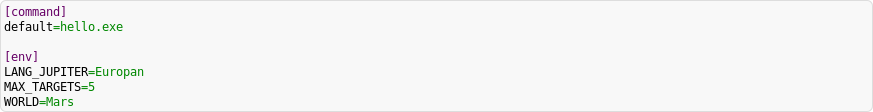 [command]
default=hello.exe

[env]
LANG_JUPITER=Europan
MAX_TARGETS=5
WORLD=Mars